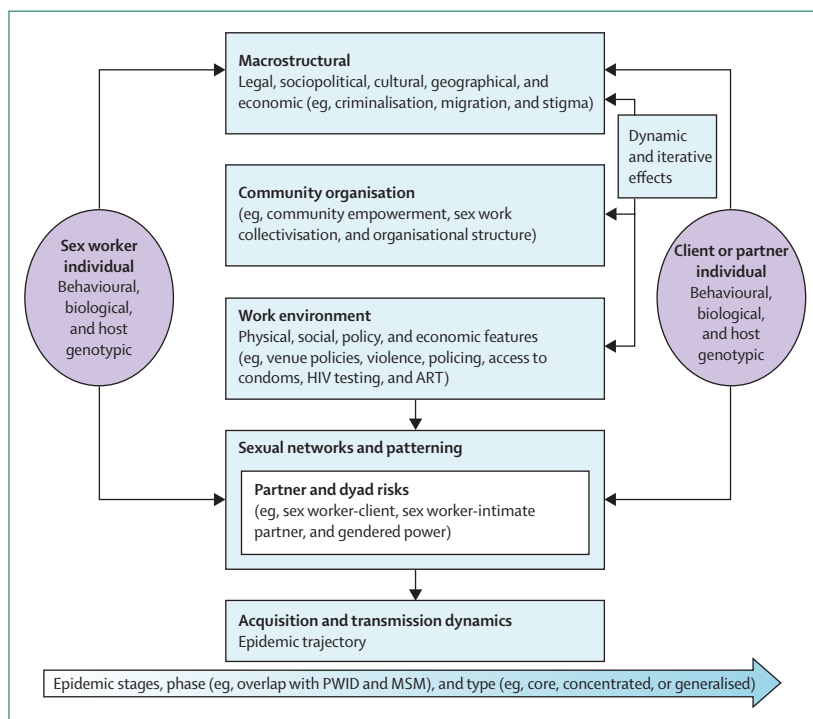 Macrostructural
Legal, sociopolitical, cultural, geographical, and
economic (eg, criminalisation, migration, and stigma)
Dynamic
and iterative
effects
Community organisation
(eg, community empowerment, sex work
collectivisation, and organisational structure)
Sex worker
individual
Behavioural,
biological,
and host
genotypic
Client or partner
individual
Behavioural,
biological,
and host
genotypic
Work environment
Physical, social, policy, and economic features
(eg, venue policies, violence, policing, access to
condoms, HIV testing, and ART)
Sexual networks and patterning
Partner and dyad risks
(eg, sex worker-client, sex worker-intimate
partner, and gendered power)
Acquisition and transmission dynamics
Epidemic trajectory
Epidemic stages, phase (eg, overlap with PWID and MSM), and type (eg, core, concentrated, or generalised)